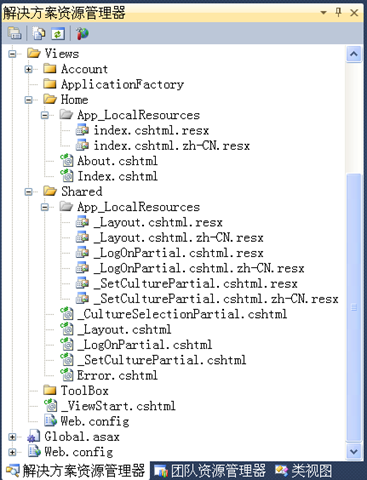 解决方案资源管理器
Views
Account
ApplicationFactory
Home
App_LocalResources
index.cshtml.resx
index.cshtml.zh-CN.resx
About.cshtml
Index.cshtml
Shared
App_LocalResources
_Layout.cshtml.resx
_Layout.cshtml.zh-CN.resx
_LogOnPartial.cshtml.resx
_LogOnPartial.cshtml.zh-CN.resx
_SetCulturePartial.cshtml.resx
_SetCulturePartial.cshtml.zh-CN.resx
_CultureSelectionPartial.cshtml
_Layout.cshtml
_LogOnPartial.cshtml
_SetCulturePartial.cshtml
Error.cshtml
ToolBox
_ViewStart.cshtml
Web.config
Global.asax
Web.config
解决方案资源管理器 团队资源管理器 类视图